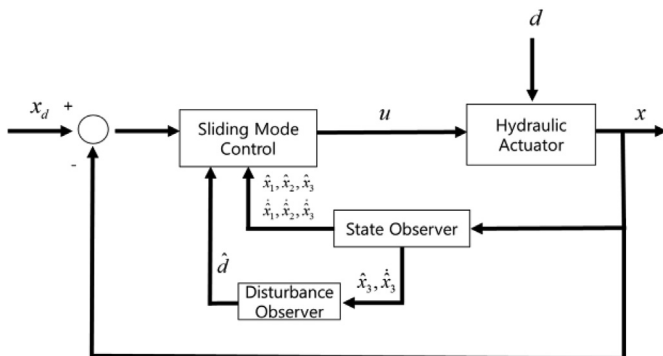 d
x_d
+
-
Sliding Mode
Control
u
Hydraulic
Actuator
x
x̂₁, x̂₂, x̂₃
x̂̇₁, x̂̇₂, x̂̇₃
State Observer
d̂
x̂₃, x̂̇₃
Disturbance
Observer